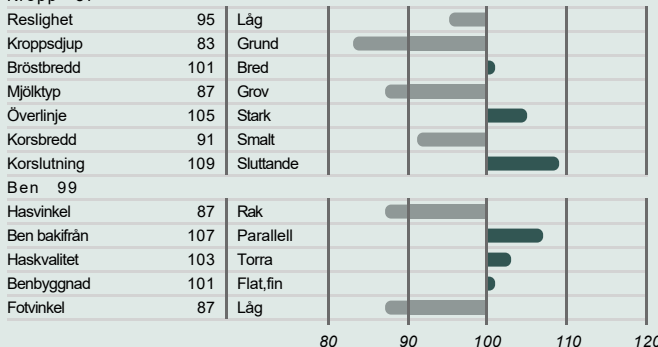 Reslighet 95 Låg
Kroppsdjup 83 Grund
Bröstbredd 101 Bred
Mjölktyp 87 Grov
Överlinje 105 Stark
Korsbredd 91 Smalt
Korslutning 109 Sluttande
Ben 99
Hasvinkel 87 Rak
Ben bakifrån 107 Parallell
Haskvalitet 103 Torra
Benbyggnad 101 Flat,fin
Fotvinkel 87 Låg
80 90 100 110 120